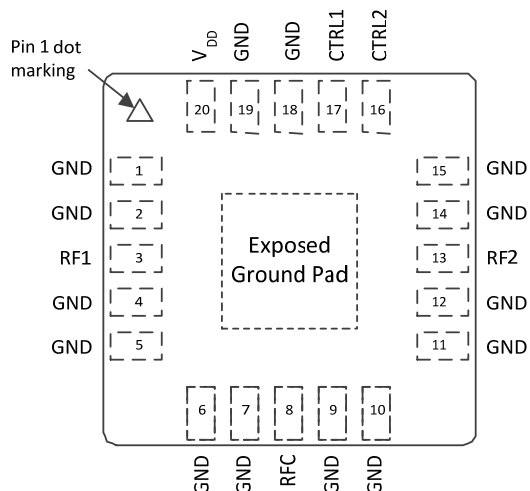 Pin 1 dot
marking
V_DD GND GND CTRL1 CTRL2
20 19 18 17 16
GND 1 15 GND
GND 2 14 GND
RF1 3 13 RF2
GND 4 12 GND
GND 5 11 GND
Exposed
Ground Pad
6 7 8 9 10
GND GND RFC GND GND